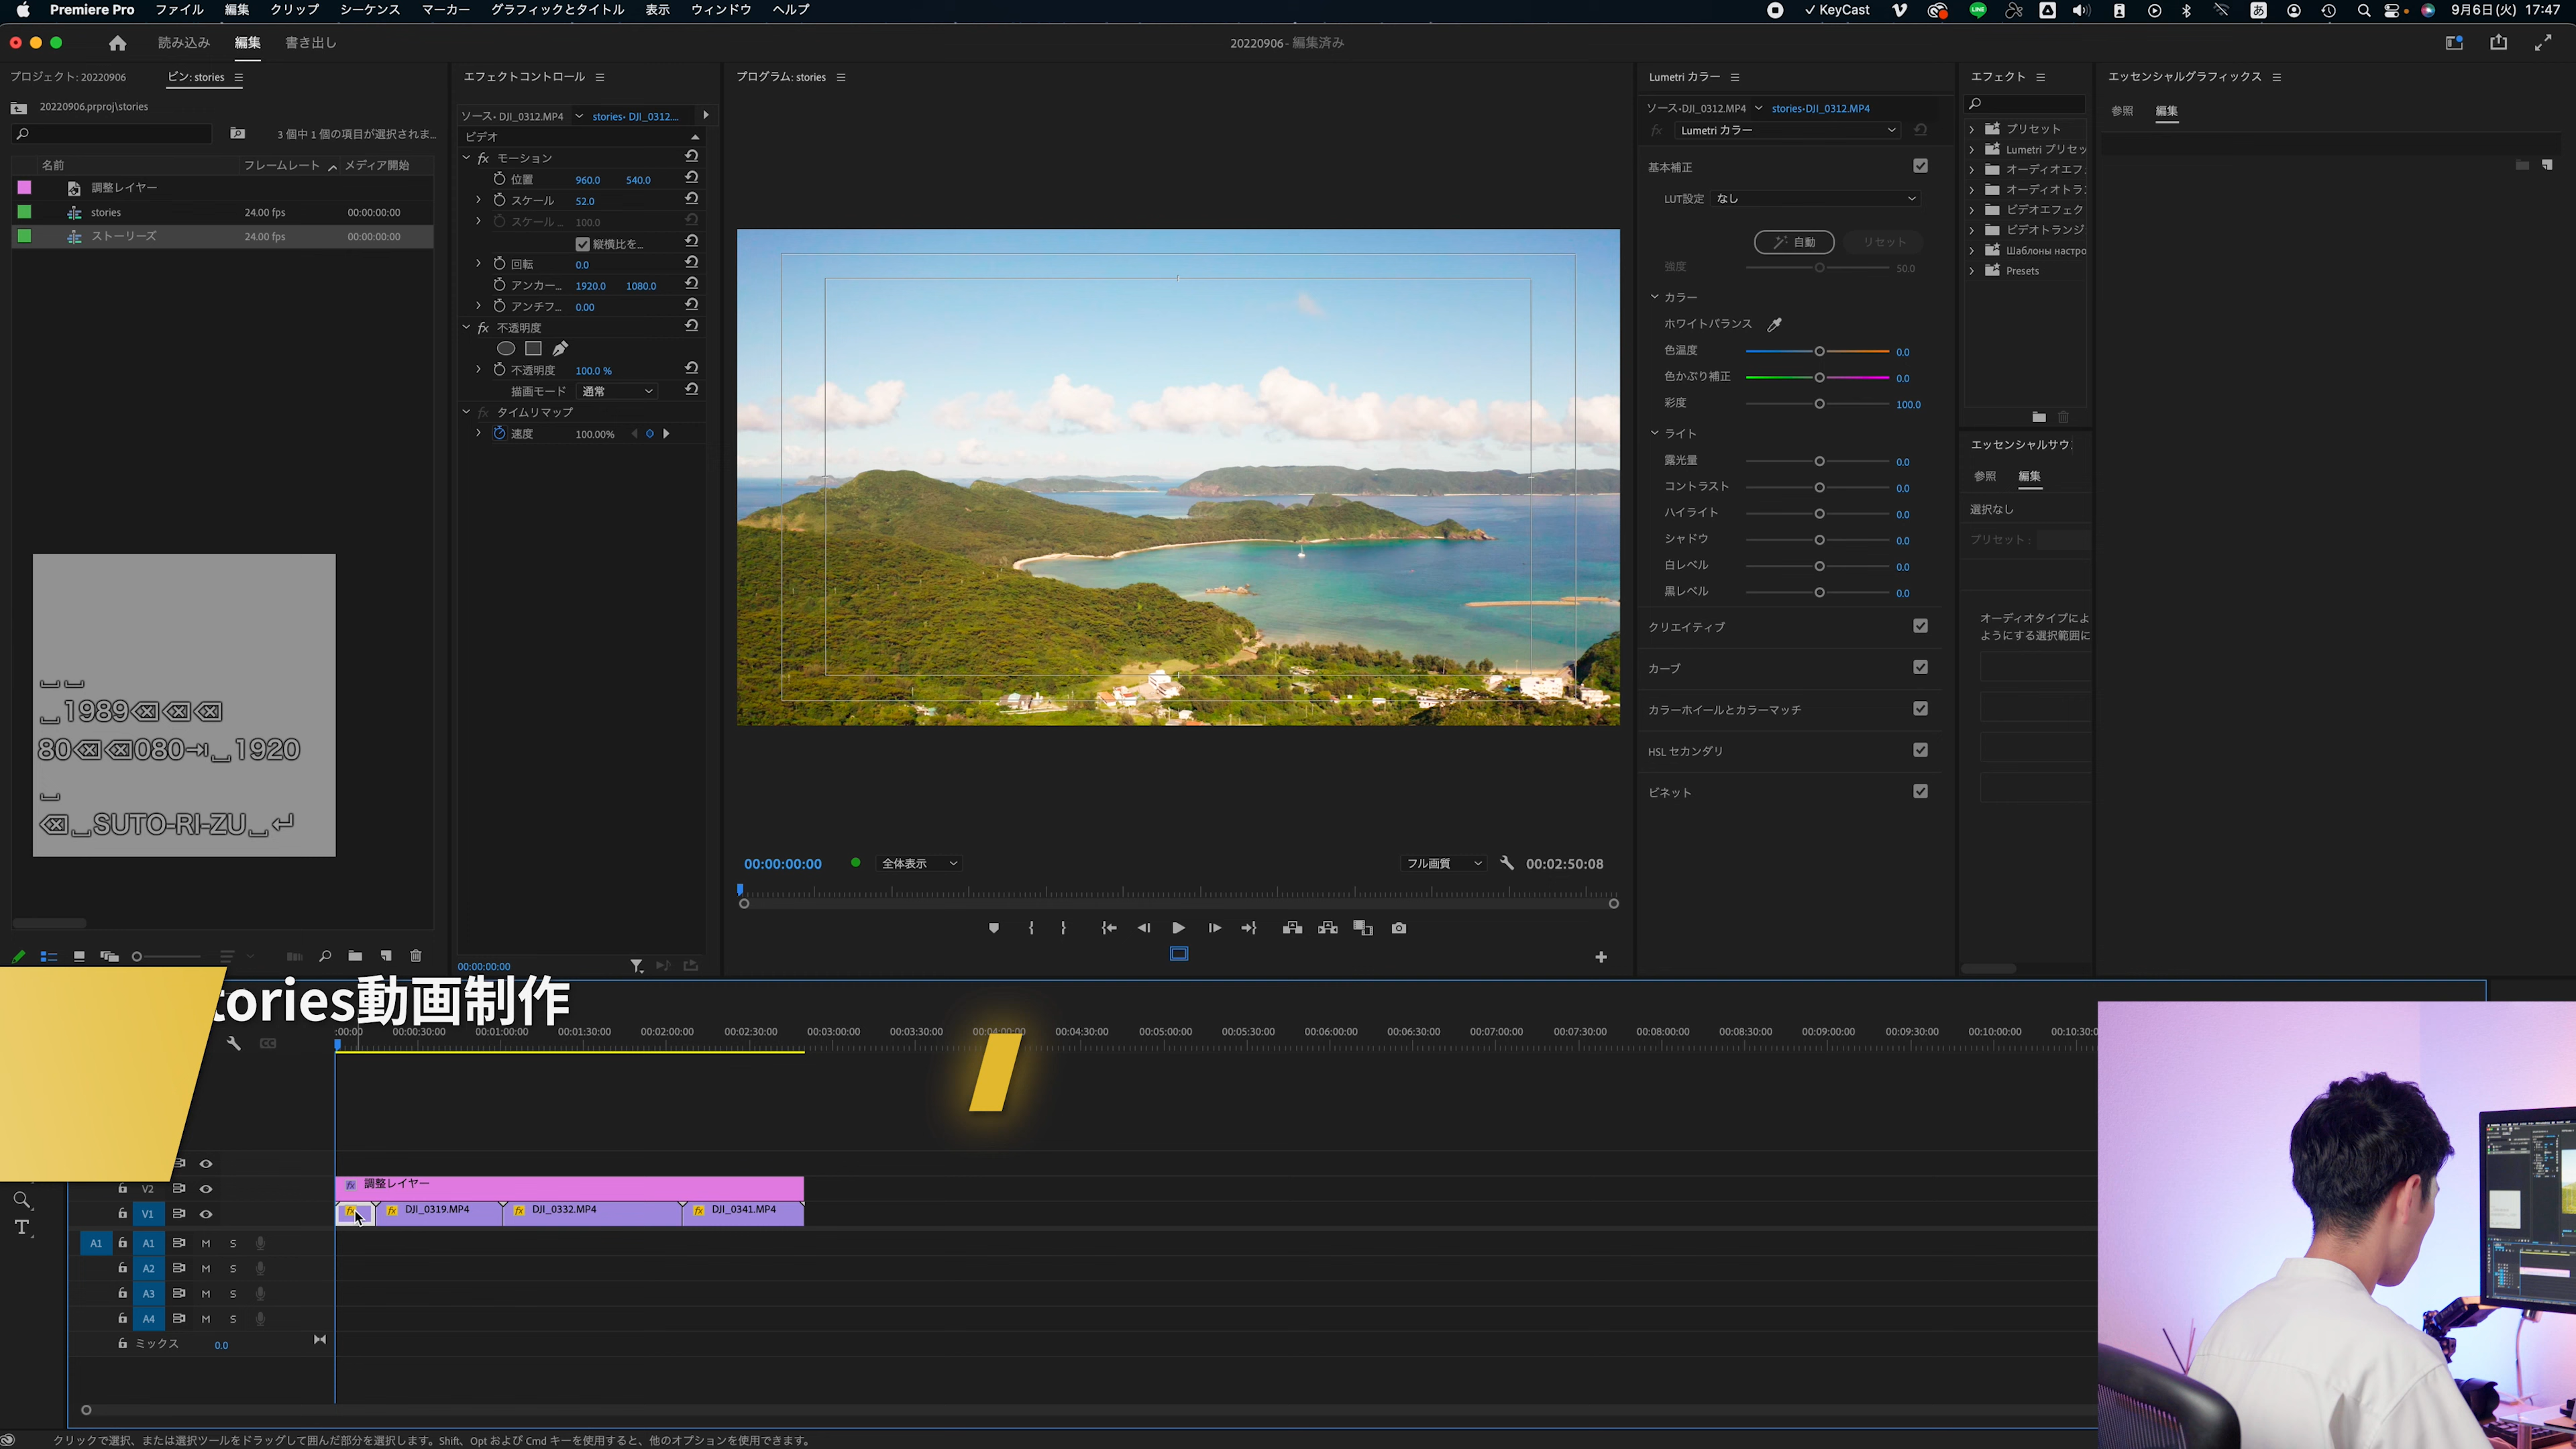 Premiere Pro ファイル 編集 クリップ シーケンス マーカー グラフィックとタイトル 表示 ウィンドウ ヘルプ
✓ KeyCast 9月6日(火) 17:47
読み込み 編集 書き出し
20220906 - 編集済み
プロジェクト: 20220906 ビン: stories
20220906.prproj\stories
3 個中 1 個の項目が選択されま...
名前 フレームレート メディア開始
調整レイヤー
stories 24.00 fps 00:00:00:00
ストーリーズ 24.00 fps 00:00:00:00
␣␣
␣1989⌫⌫⌫
80⌫⌫080⇥␣1920
␣
⌫␣SUTO-RI-ZU␣↵
エフェクトコントロール
ソース・DJI_0312.MP4 stories・DJI_0312....
ビデオ
fx モーション
位置 960.0 540.0
スケール 52.0
スケール ... 100.0
縦横比を...
回転 0.0
アンカー... 1920.0 1080.0
アンチフ... 0.00
fx 不透明度
不透明度 100.0 %
描画モード 通常
fx タイムリマップ
速度 100.00%
00:00:00:00
プログラム: stories
00:00:00:00 全体表示 フル画質 00:02:50:08
Lumetri カラー
ソース・DJI_0312.MP4 stories・DJI_0312.MP4
fx Lumetri カラー
基本補正
LUT設定 なし
自動 リセット
強度 50.0
カラー
ホワイトバランス
色温度 0.0
色かぶり補正 0.0
彩度 100.0
ライト
露光量 0.0
コントラスト 0.0
ハイライト 0.0
シャドウ 0.0
白レベル 0.0
黒レベル 0.0
クリエイティブ
カーブ
カラーホイールとカラーマッチ
HSL セカンダリ
ビネット
エフェクト
プリセット
Lumetri プリセッ
オーディオエフ
オーディオトラ
ビデオエフェク
ビデオトランジ
Шаблоны настро
Presets
エッセンシャルサウ
参照 編集
選択なし
プリセット :
オーディオタイプによ
ようにする選択範囲に
エッセンシャルグラフィックス
参照 編集
tories動画制作
:00:00 00:00:30:00 00:01:00:00 00:01:30:00 00:02:00:00 00:02:30:00 00:03:00:00 00:03:30:00 00:04:00:00 00:04:30:00 00:05:00:00 00:05:30:00 00:06:00:00 00:06:30:00 00:07:00:00 00:07:30:00 00:08:00:00 00:08:30:00 00:09:00:00 00:09:30:00 00:10:00:00 00:10:30:0
V2 fx 調整レイヤー
V1 fx fx DJI_0319.MP4 fx DJI_0332.MP4 fx DJI_0341.MP4
A1 A1 M S
A2 M S
A3 M S
A4 M S
ミックス 0.0
クリックで選択、または選択ツールをドラッグして囲んだ部分を選択します。Shift、Opt および Cmd キーを使用すると、他のオプションを使用できます。